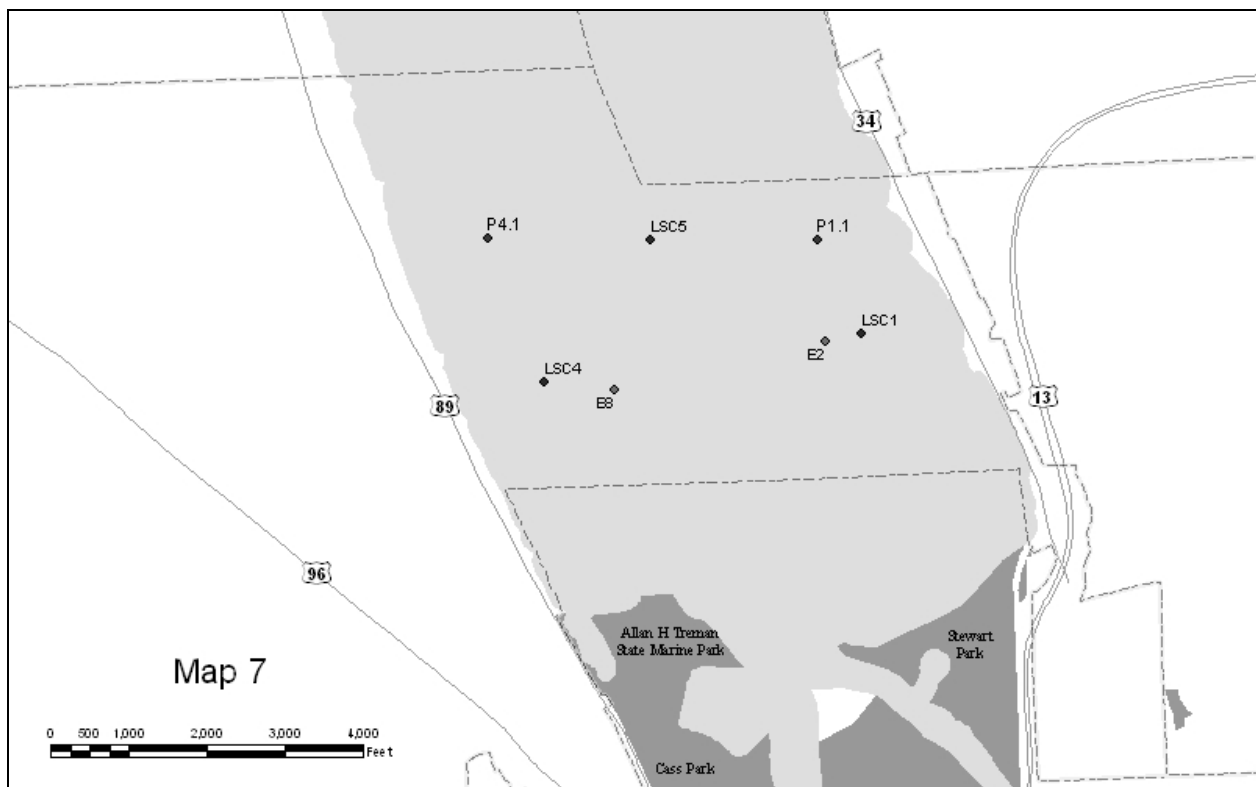 34
P4.1
LSC5
P1.1
LSC1
E2
LSC4
E8
89
13
96
Allan H Treman
State Marine Park
Stewart
Park
Map 7
0 500 1,000 2,000 3,000 4,000
Feet
Cass Park